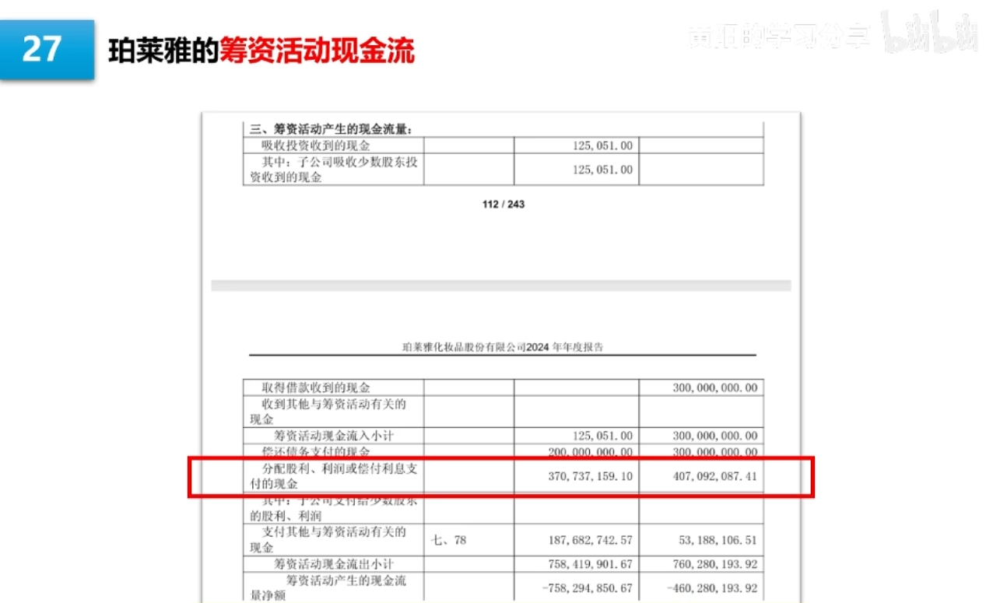 27
珀莱雅的筹资活动现金流
黄阳的学习分享 bilibili
三、筹资活动产生的现金流量:
吸收投资收到的现金 125,051.00
其中:子公司吸收少数股东投 125,051.00
资收到的现金
112 / 243
珀莱雅化妆品股份有限公司2024 年年度报告
取得借款收到的现金 300,000,000.00
收到其他与筹资活动有关的
现金
筹资活动现金流入小计 125,051.00 300,000,000.00
偿还债务支付的现金 200,000,000.00 300,000,000.00
分配股利、利润或偿付利息支 370,737,159.10 407,092,087.41
付的现金
其中:子公司支付给少数股东
的股利、利润
支付其他与筹资活动有关的 七、78 187,682,742.57 53,188,106.51
现金
筹资活动现金流出小计 758,419,901.67 760,280,193.92
筹资活动产生的现金流 -758,294,850.67 -460,280,193.92
量净额